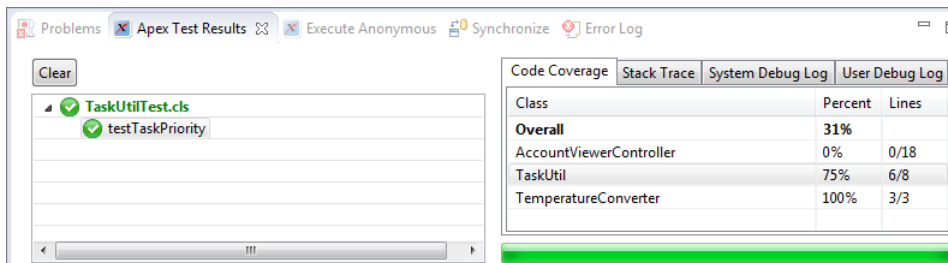 Problems Apex Test Results Execute Anonymous Synchronize Error Log
Clear
TaskUtilTest.cls
testTaskPriority
Code Coverage Stack Trace System Debug Log User Debug Log
Class Percent Lines
Overall 31%
AccountViewerController 0% 0/18
TaskUtil 75% 6/8
TemperatureConverter 100% 3/3